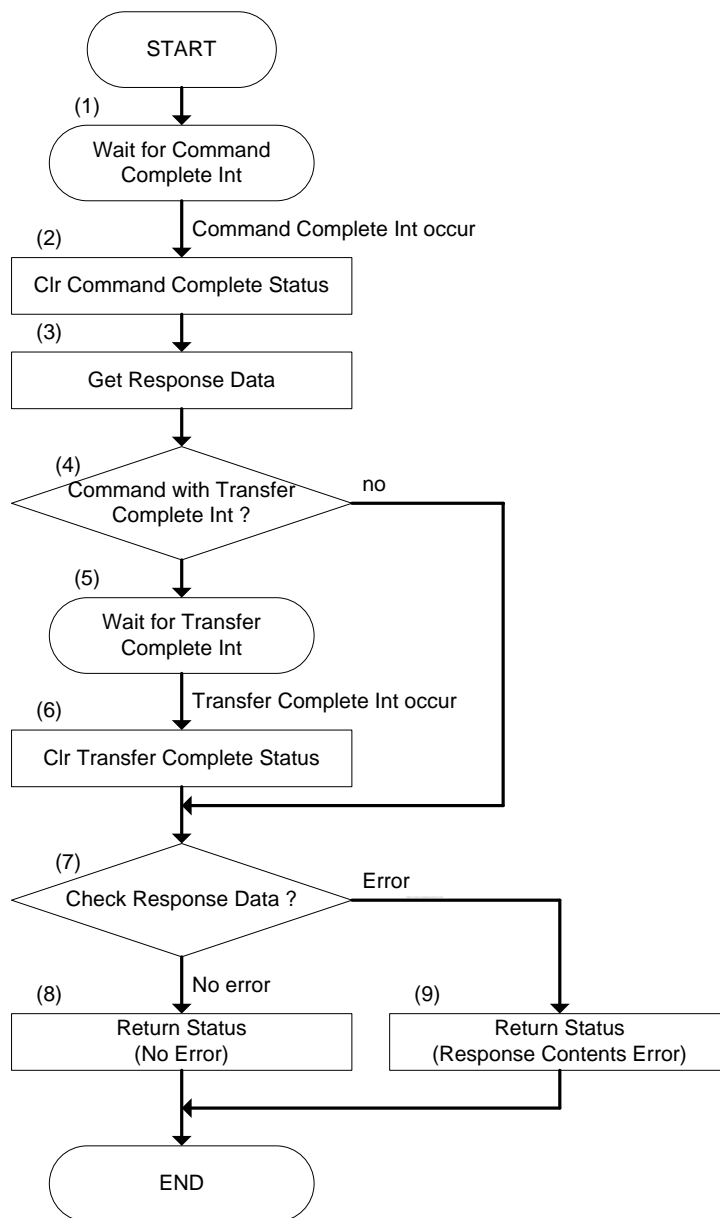 START
(1)
Wait for Command
Complete Int
Command Complete Int occur
(2)
Clr Command Complete Status
(3)
Get Response Data
(4)
Command with Transfer
Complete Int ?
no
(5)
Wait for Transfer
Complete Int
Transfer Complete Int occur
(6)
Clr Transfer Complete Status
(7)
Check Response Data ?
Error
No error
(8)
Return Status
(No Error)
(9)
Return Status
(Response Contents Error)
END